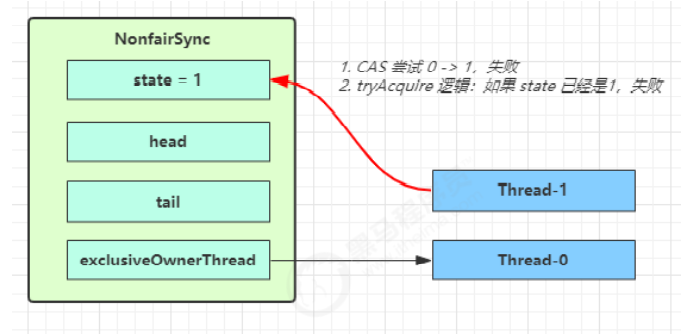 NonfairSync
state = 1
head
tail
exclusiveOwnerThread
1. CAS 尝试 0 -> 1，失败
2. tryAcquire 逻辑：如果 state 已经是1，失败
Thread-1
Thread-0